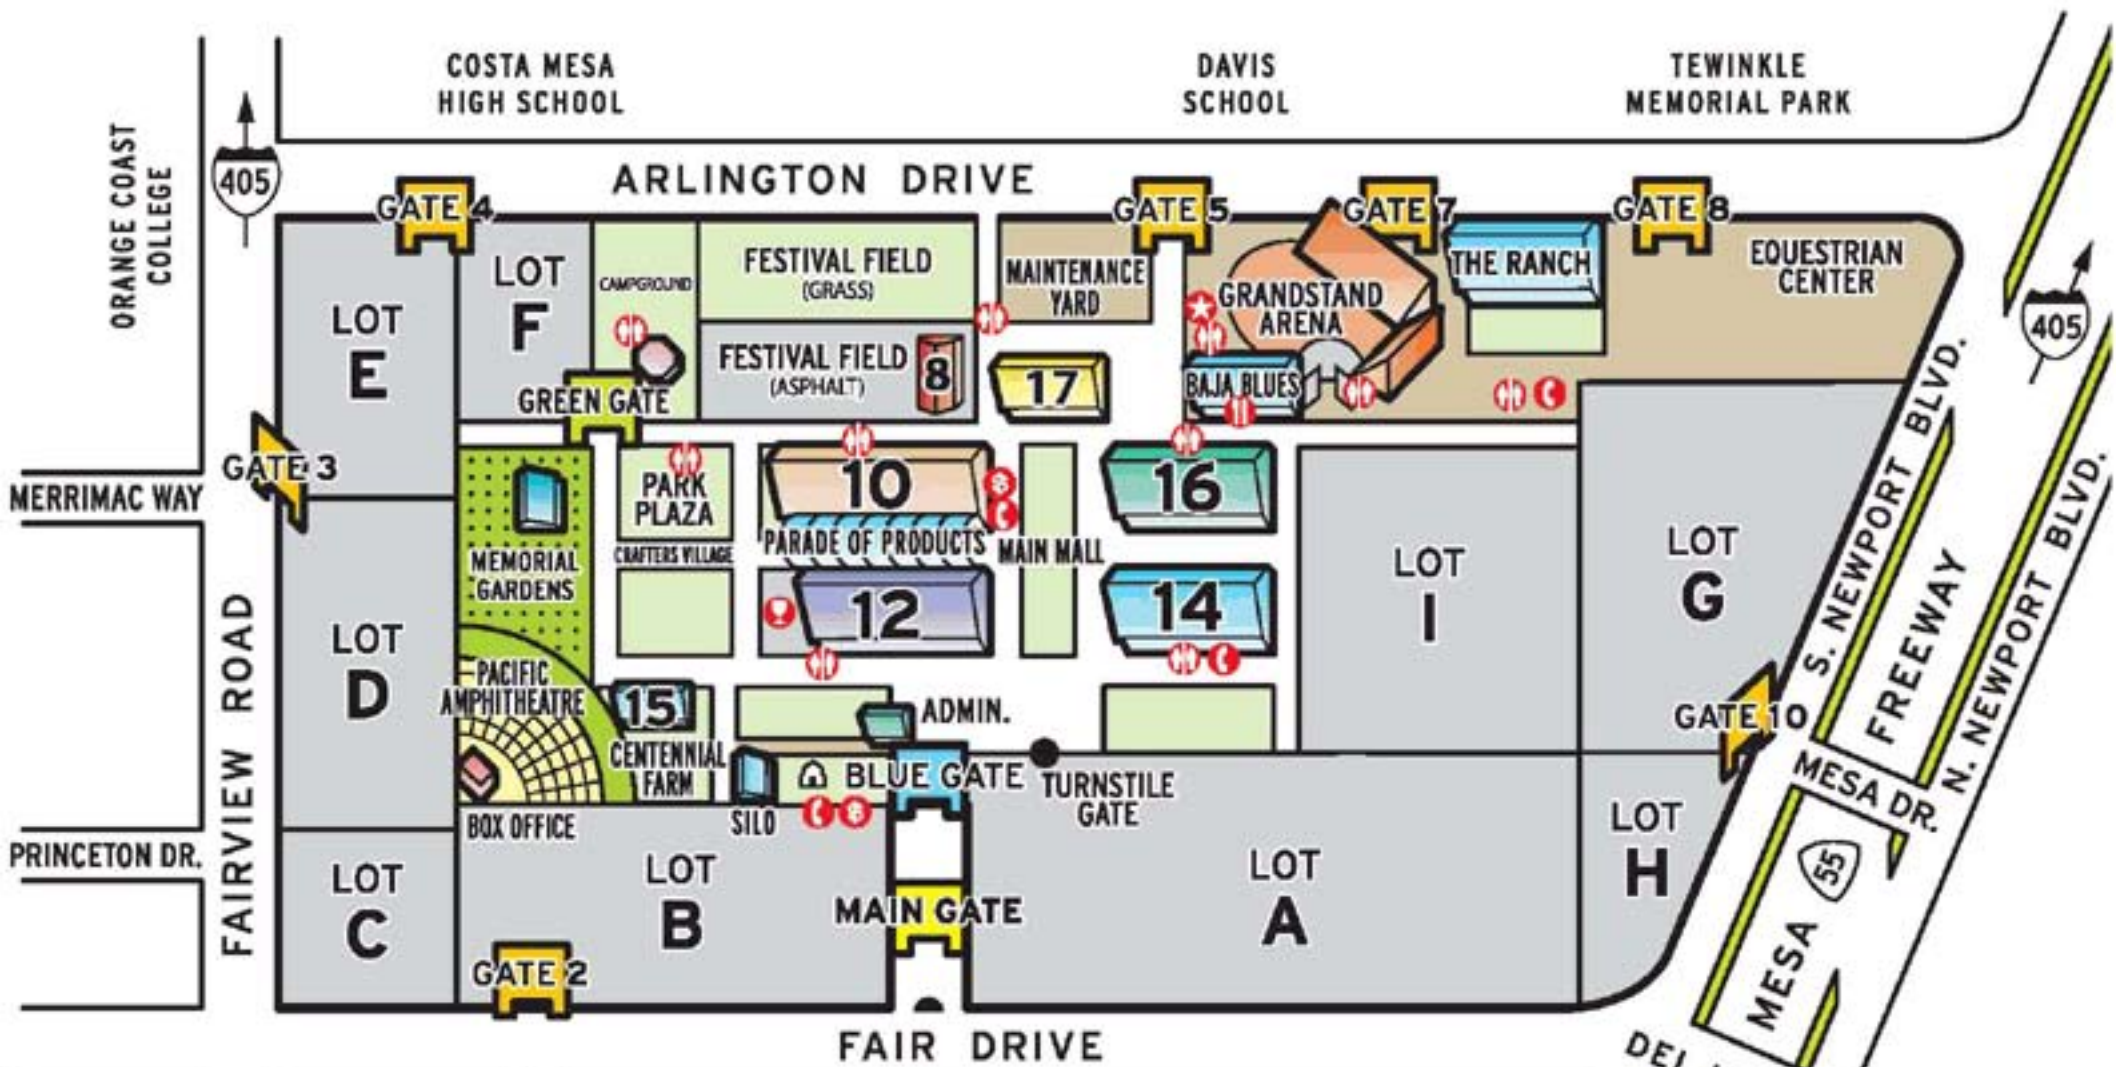 COSTA MESA
HIGH SCHOOL
DAVIS
SCHOOL
TEWINKLE
MEMORIAL PARK
ORANGE COAST
COLLEGE
405
ARLINGTON DRIVE
GATE 4
GATE 5
GATE 7
GATE 8
LOT
E
LOT
F
CAMPGROUND
FESTIVAL FIELD
(GRASS)
MAINTENANCE
YARD
GRANDSTAND
ARENA
THE RANCH
EQUESTRIAN
CENTER
405
FESTIVAL FIELD
(ASPHALT)
8
17
BAJA BLUES
GREEN GATE
GATE 3
MERRIMAC WAY
PARK
PLAZA
10
16
PARADE OF PRODUCTS
MAIN MALL
CRAFTERS VILLAGE
MEMORIAL
GARDENS
12
14
LOT
I
LOT
G
S. NEWPORT BLVD.
FREEWAY
N. NEWPORT BLVD.
FAIRVIEW ROAD
LOT
D
PACIFIC
AMPHITHEATRE
15
CENTENNIAL
FARM
ADMIN.
GATE 10
BLUE GATE
TURNSTILE
GATE
MESA DR.
BOX OFFICE
SILO
PRINCETON DR.
LOT
C
LOT
B
MAIN GATE
LOT
A
LOT
H
55
MESA
GATE 2
FAIR DRIVE
DEL